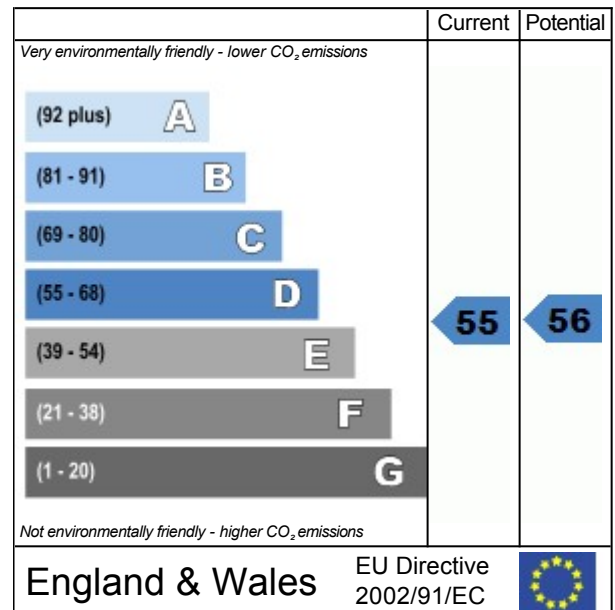 Current Potential
Very environmentally friendly - lower CO₂ emissions
(92 plus) A
(81 - 91) B
(69 - 80) C
(55 - 68) D
(39 - 54) E
(21 - 38) F
(1 - 20) G
55 56
Not environmentally friendly - higher CO₂ emissions
England & Wales
EU Directive
2002/91/EC